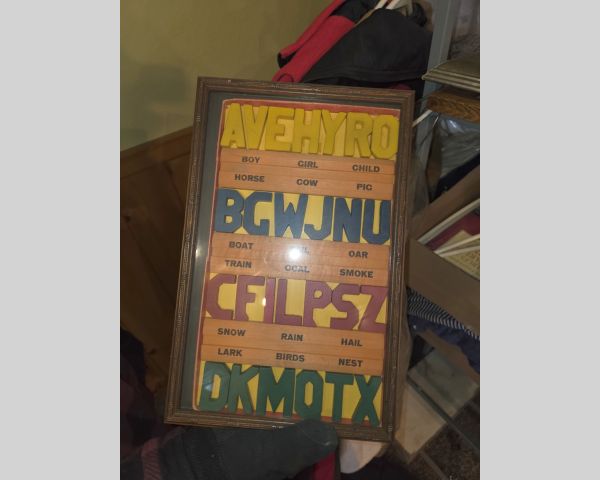 AVEHYRO
BOY GIRL CHILD
HORSE COW PIG
BGWJNU
BOAT OAR
TRAIN COAL SMOKE
CFILPSZ
SNOW RAIN HAIL
LARK BIRDS NEST
DKMOTX